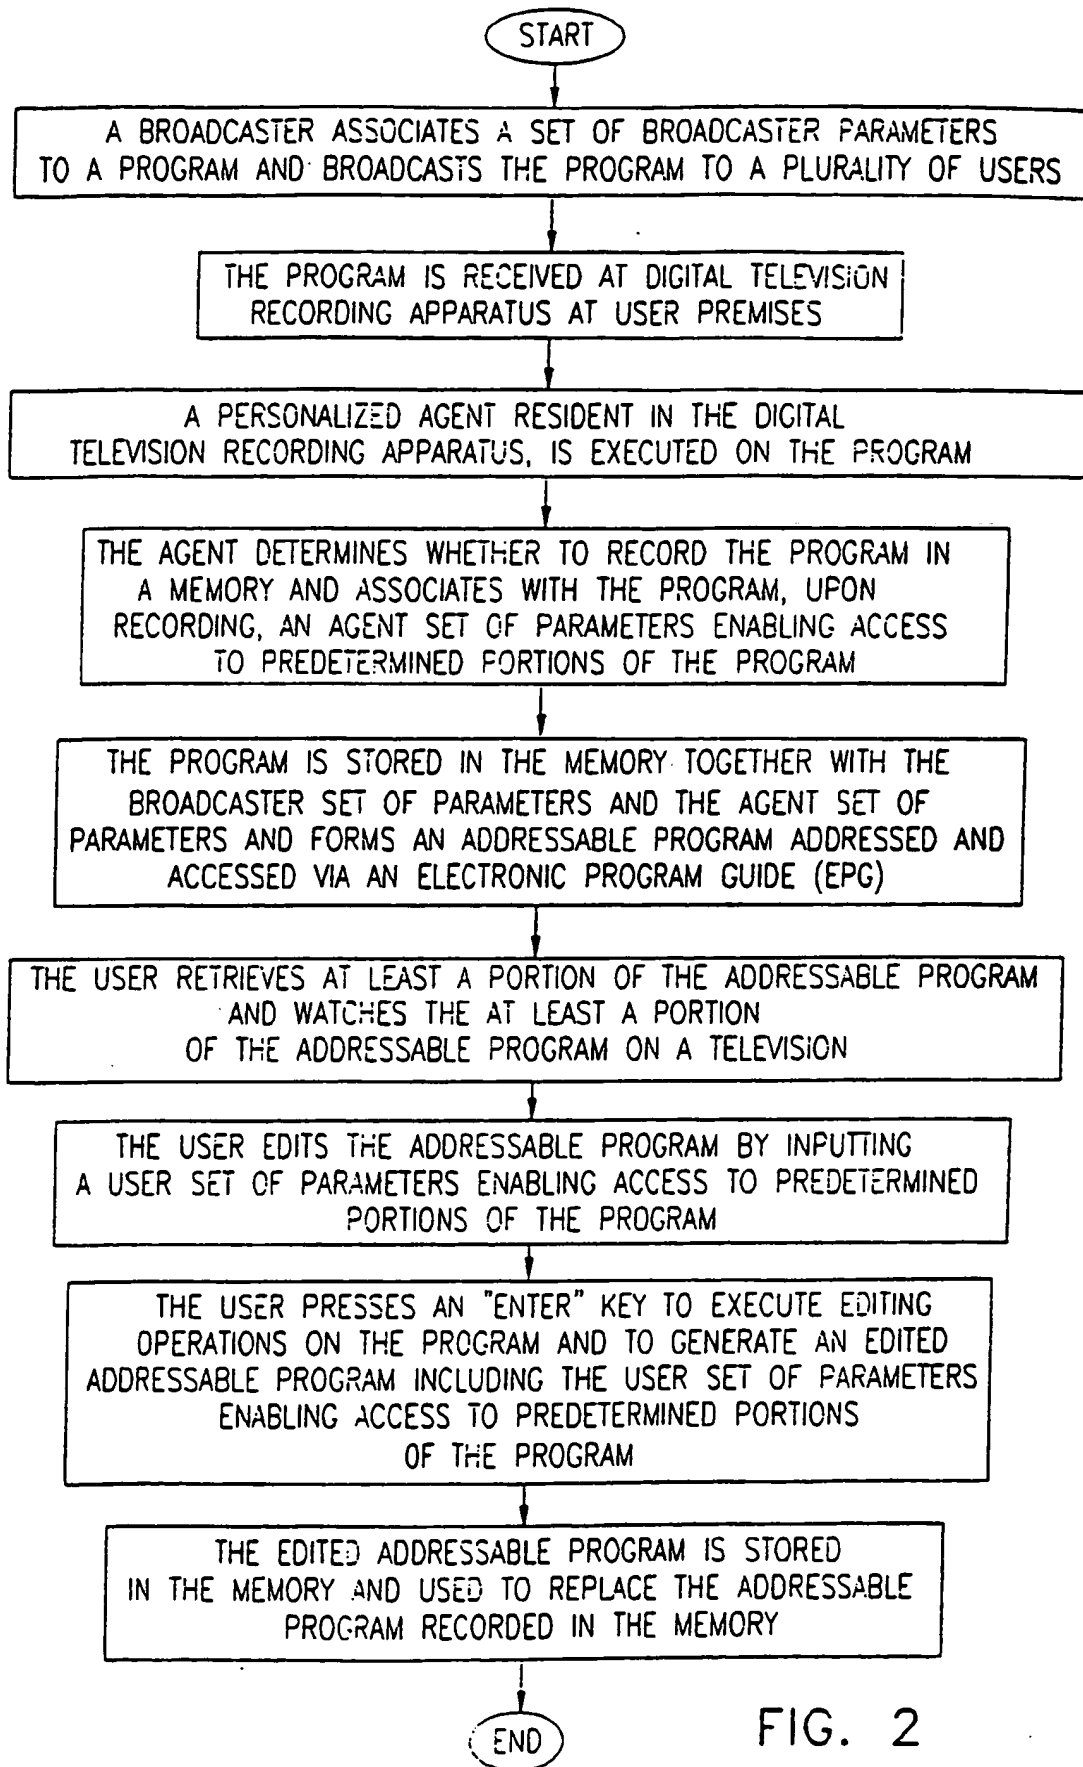 START
A BROADCASTER ASSOCIATES A SET OF BROADCASTER PARAMETERS
TO A PROGRAM AND BROADCASTS THE PROGRAM TO A PLURALITY OF USERS
THE PROGRAM IS RECEIVED AT DIGITAL TELEVISION
RECORDING APPARATUS AT USER PREMISES
A PERSONALIZED AGENT RESIDENT IN THE DIGITAL
TELEVISION RECORDING APPARATUS, IS EXECUTED ON THE PROGRAM
THE AGENT DETERMINES WHETHER TO RECORD THE PROGRAM IN
A MEMORY AND ASSOCIATES WITH THE PROGRAM, UPON
RECORDING, AN AGENT SET OF PARAMETERS ENABLING ACCESS
TO PREDETERMINED PORTIONS OF THE PROGRAM
THE PROGRAM IS STORED IN THE MEMORY TOGETHER WITH THE
BROADCASTER SET OF PARAMETERS AND THE AGENT SET OF
PARAMETERS AND FORMS AN ADDRESSABLE PROGRAM ADDRESSED AND
ACCESSED VIA AN ELECTRONIC PROGRAM GUIDE (EPG)
THE USER RETRIEVES AT LEAST A PORTION OF THE ADDRESSABLE PROGRAM
AND WATCHES THE AT LEAST A PORTION
OF THE ADDRESSABLE PROGRAM ON A TELEVISION
THE USER EDITS THE ADDRESSABLE PROGRAM BY INPUTTING
A USER SET OF PARAMETERS ENABLING ACCESS TO PREDETERMINED
PORTIONS OF THE PROGRAM
THE USER PRESSES AN "ENTER" KEY TO EXECUTE EDITING
OPERATIONS ON THE PROGRAM AND TO GENERATE AN EDITED
ADDRESSABLE PROGRAM INCLUDING THE USER SET OF PARAMETERS
ENABLING ACCESS TO PREDETERMINED PORTIONS
OF THE PROGRAM
THE EDITED ADDRESSABLE PROGRAM IS STORED
IN THE MEMORY AND USED TO REPLACE THE ADDRESSABLE
PROGRAM RECORDED IN THE MEMORY
END
FIG. 2